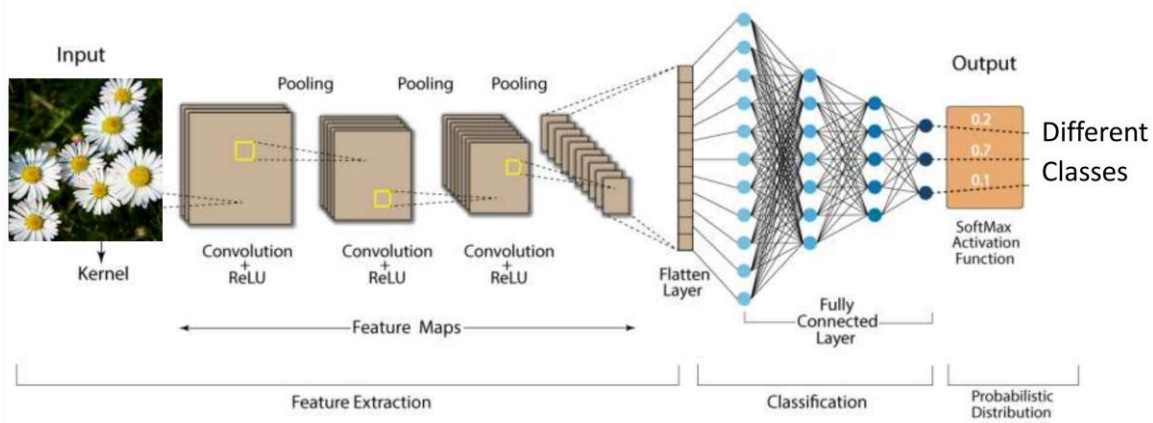 Input
Pooling
Pooling
Pooling
Output
0.2
0.7
0.1
Different
Classes
Kernel
Convolution
+
ReLU
Convolution
+
ReLU
Convolution
+
ReLU
Flatten
Layer
SoftMax
Activation
Function
Feature Maps
Fully
Connected
Layer
Feature Extraction
Classification
Probabilistic
Distribution